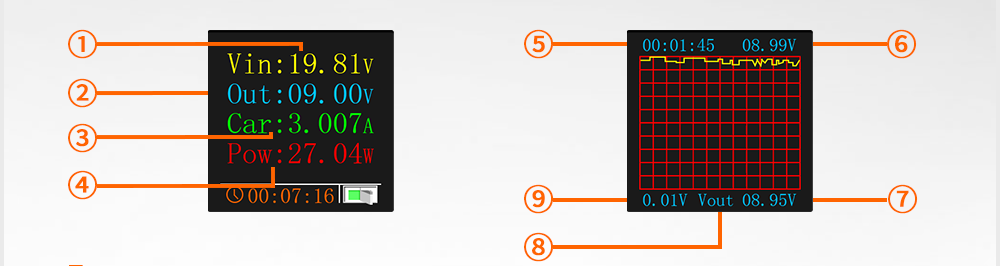 ①
Vin:19.81V
②
Out:09.00V
③
Car:3.007A
④
Pow:27.04W
00:07:16
⑤
00:01:45 08.99V
⑥
⑨
0.01V Vout 08.95V
⑦
⑧